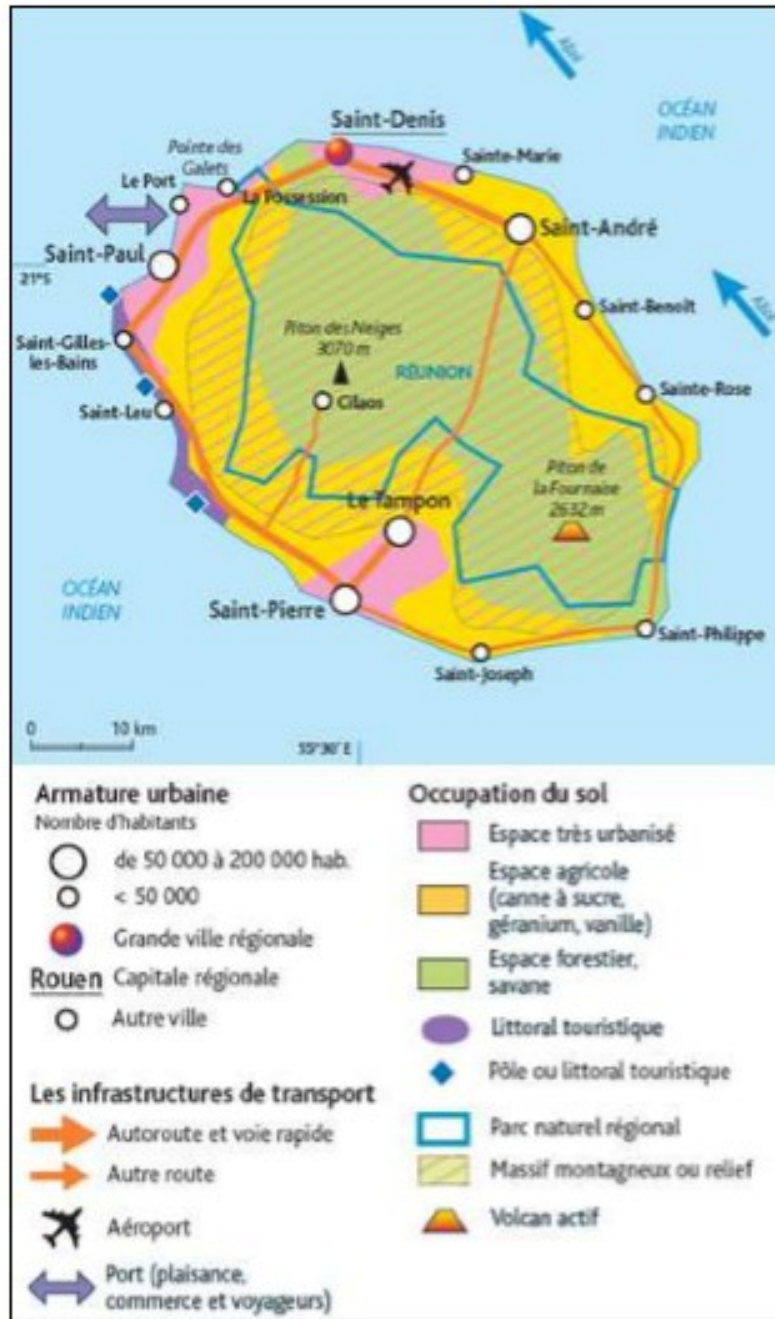 Alizé
OCÉAN
INDIEN
Saint-Denis
Pointe des
Galets
Sainte-Marie
Le Port
La Possession
Saint-André
Saint-Paul
21°S
Alizé
Saint-Benoît
Saint-Gilles-
les-Bains
Piton des Neiges
3070 m
RÉUNION
Sainte-Rose
Saint-Leu
Cilaos
Piton de
la Fournaise
2632 m
Le Tampon
OCÉAN
INDIEN
Saint-Pierre
Saint-Philippe
Saint-Joseph
0 10 km
55°30' E
Armature urbaine
Nombre d'habitants
de 50 000 à 200 000 hab.
< 50 000
Grande ville régionale
Rouen Capitale régionale
Autre ville
Les infrastructures de transport
Autoroute et voie rapide
Autre route
Aéroport
Port (plaisance,
commerce et voyageurs)
Occupation du sol
Espace très urbanisé
Espace agricole
(canne à sucre,
géranium, vanille)
Espace forestier,
savane
Littoral touristique
Pôle ou littoral touristique
Parc naturel régional
Massif montagneux ou relief
Volcan actif